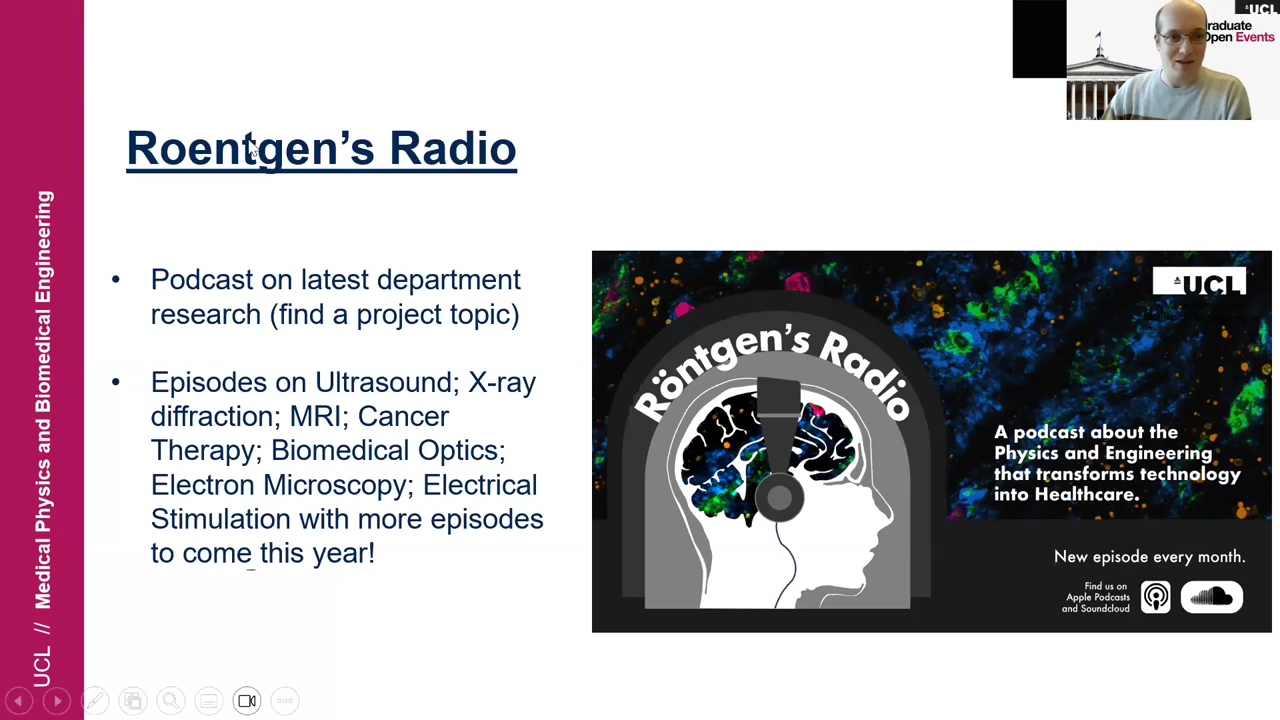 UCL
Graduate
Open Events
Roentgen's Radio
• Podcast on latest department
research (find a project topic)
• Episodes on Ultrasound; X-ray
diffraction; MRI; Cancer
Therapy; Biomedical Optics;
Electron Microscopy; Electrical
Stimulation with more episodes
to come this year!
UCL // Medical Physics and Biomedical Engineering
UCL
Röntgen's Radio
A podcast about the
Physics and Engineering
that transforms technology
into Healthcare.
New episode every month.
Find us on
Apple Podcasts
and Soundcloud